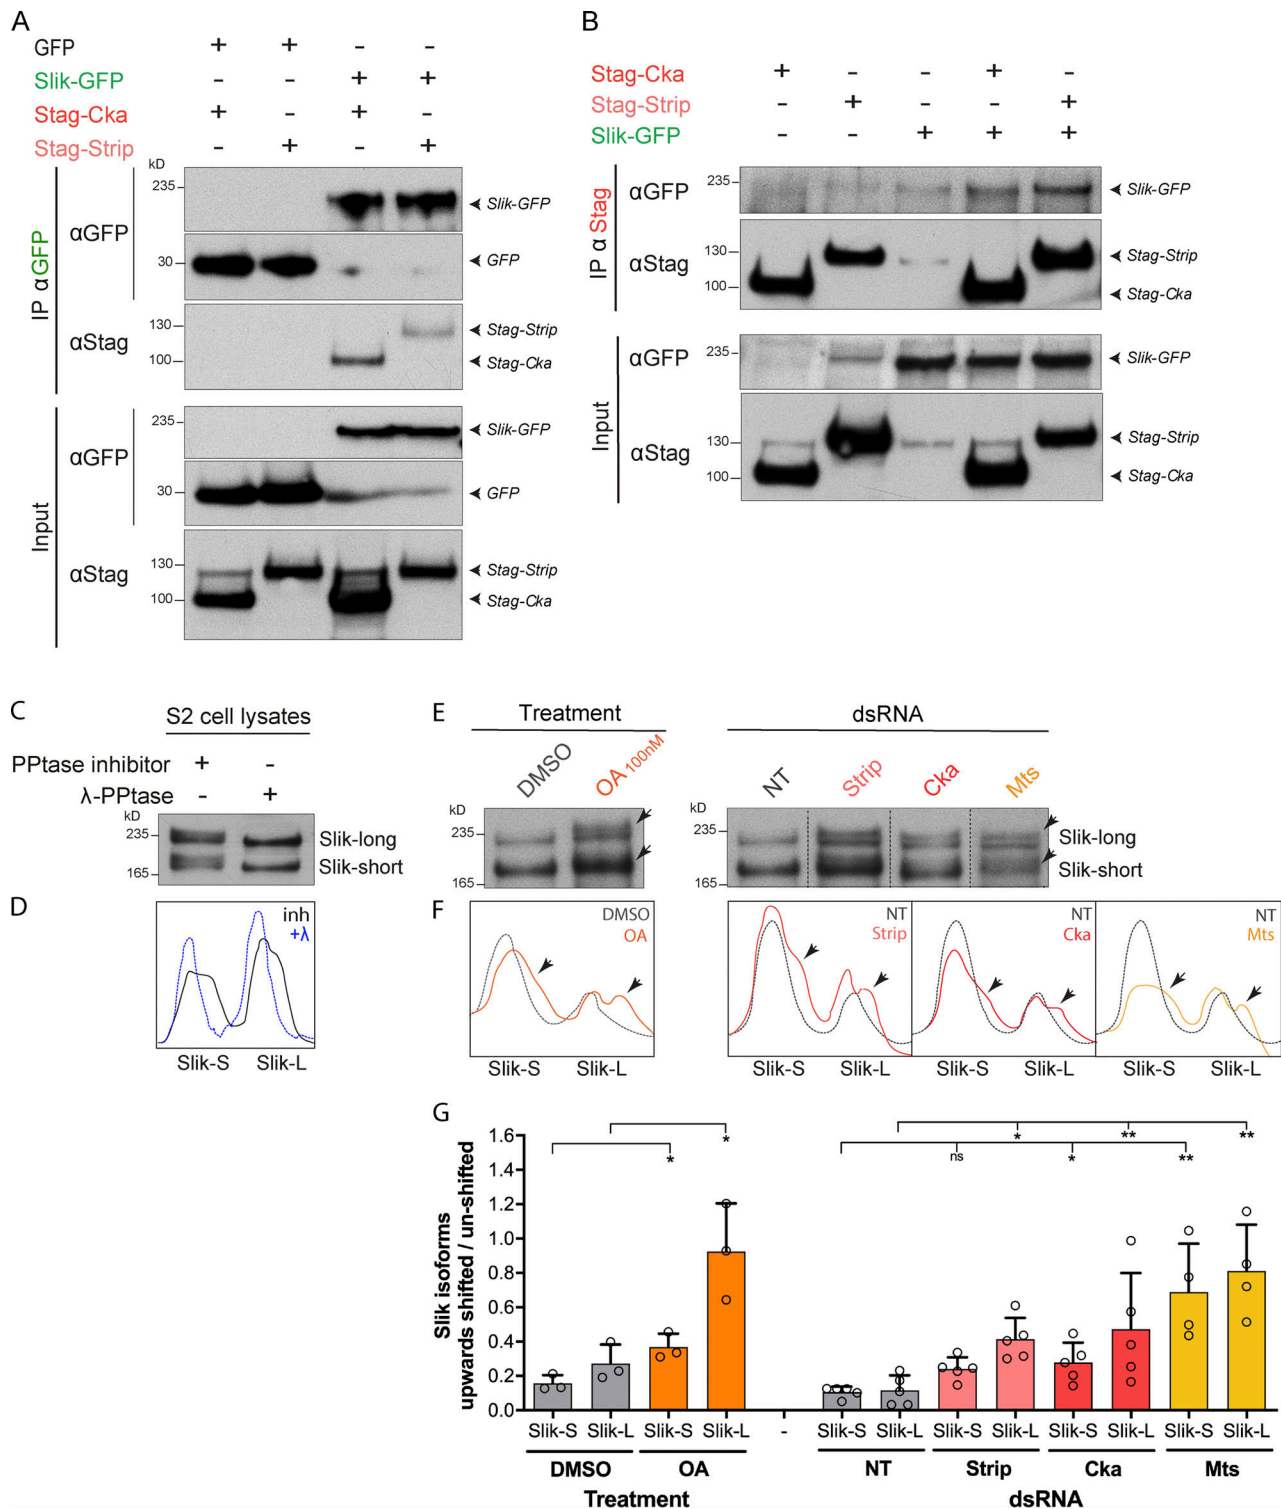 A
GFP + + - -
Slik-GFP - - + +
Stag-Cka + - + -
Stag-Strip - + - +
kD
IP αGFP
αGFP
235
Slik-GFP
30
GFP
αStag
130
Stag-Strip
100
Stag-Cka
Input
αGFP
235
Slik-GFP
30
GFP
αStag
130
Stag-Strip
100
Stag-Cka
B
Stag-Cka + - - + -
Stag-Strip - + - - +
Slik-GFP - - + + +
IP α Stag
αGFP
235
Slik-GFP
αStag
130
Stag-Strip
100
Stag-Cka
Input
αGFP
235
Slik-GFP
αStag
130
Stag-Strip
100
Stag-Cka
C
S2 cell lysates
PPtase inhibitor + -
λ-PPtase - +
kD
235
Slik-long
Slik-short
165
D
inh
+λ
Slik-S Slik-L
E
Treatment
DMSO OA 100nM
kD
235
165
dsRNA
NT Strip Cka Mts
kD
235
Slik-long
Slik-short
165
F
DMSO
OA
Slik-S Slik-L
NT
Strip
Slik-S Slik-L
NT
Cka
Slik-S Slik-L
NT
Mts
Slik-S Slik-L
G
Slik isoforms
upwards shifted / un-shifted
1.6
1.4
1.2
1.0
0.8
0.6
0.4
0.2
0.0
* *
* ** **
ns * **
Slik-S Slik-L Slik-S Slik-L - Slik-S Slik-L Slik-S Slik-L Slik-S Slik-L Slik-S Slik-L
DMSO OA NT Strip Cka Mts
Treatment dsRNA